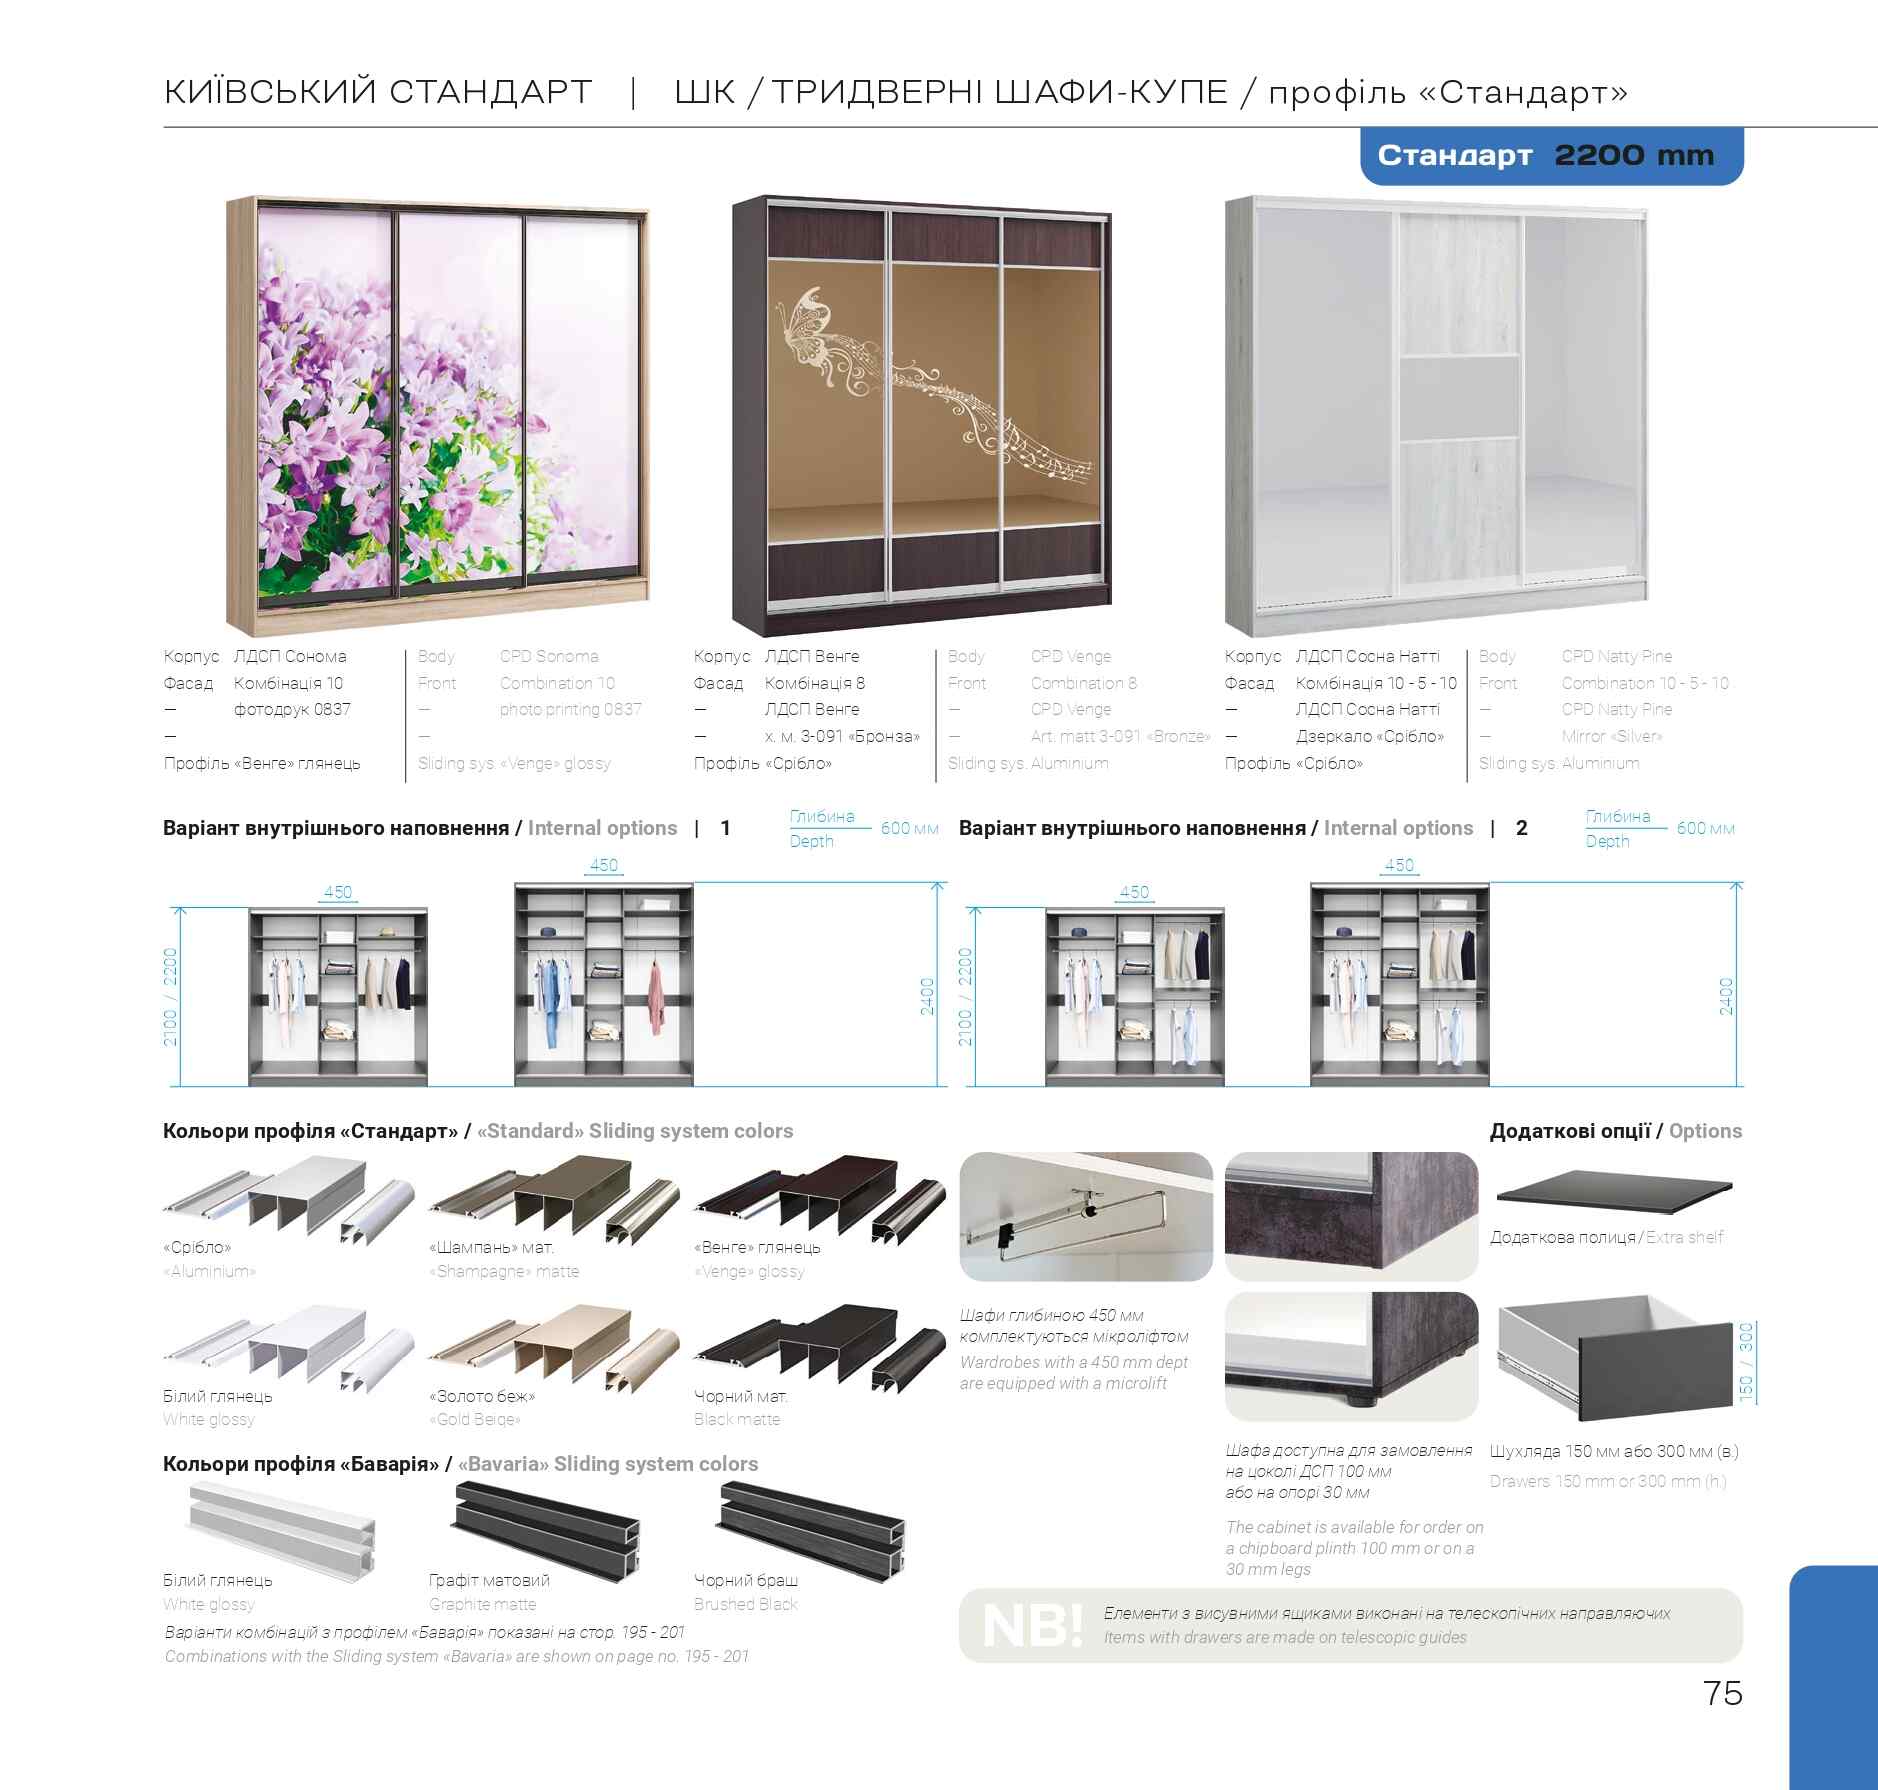 КИЇВСЬКИЙ СТАНДАРТ | ШК / ТРИДВЕРНІ ШАФИ-КУПЕ / профіль «Стандарт»
Стандарт 2200 mm
Корпус ЛДСП Сонома
Фасад Комбінація 10
— фотодрук 0837
—
Профіль «Венге» глянець
Body CPD Sonoma
Front Combination 10
— photo printing 0837
—
Sliding sys. «Venge» glossy
Корпус ЛДСП Венге
Фасад Комбінація 8
— ЛДСП Венге
— х. м. 3-091 «Бронза»
Профіль «Срібло»
Body CPD Venge
Front Combination 8
— CPD Venge
— Art. matt 3-091 «Bronze»
Sliding sys. Aluminium
Корпус ЛДСП Сосна Натті
Фасад Комбінація 10 - 5 - 10
— ЛДСП Сосна Натті
— Дзеркало «Срібло»
Профіль «Срібло»
Body CPD Natty Pine
Front Combination 10 - 5 - 10
— CPD Natty Pine
— Mirror «Silver»
Sliding sys. Aluminium
Варіант внутрішнього наповнення / Internal options | 1
Глибина
Depth
600 мм
450
450
2100 / 2200
2400
Варіант внутрішнього наповнення / Internal options | 2
Глибина
Depth
600 мм
450
450
2100 / 2200
2400
Кольори профіля «Стандарт» / «Standard» Sliding system colors
«Срібло»
«Aluminium»
«Шампань» мат.
«Shampagne» matte
«Венге» глянець
«Venge» glossy
Білий глянець
White glossy
«Золото беж»
«Gold Beige»
Чорний мат.
Black matte
Кольори профіля «Баварія» / «Bavaria» Sliding system colors
Білий глянець
White glossy
Графіт матовий
Graphite matte
Чорний браш
Brushed Black
Варіанти комбінацій з профілем «Баварія» показані на стор. 195 - 201
Combinations with the Sliding system «Bavaria» are shown on page no. 195 - 201
Шафи глибиною 450 мм
комплектуються мікроліфтом
Wardrobes with a 450 mm dept
are equipped with a microlift
Шафа доступна для замовлення
на цоколі ДСП 100 мм
або на опорі 30 мм
The cabinet is available for order on
a chipboard plinth 100 mm or on a
30 mm legs
Додаткові опції / Options
Додаткова полиця / Extra shelf
150 / 300
Шухляда 150 мм або 300 мм (в.)
Drawers 150 mm or 300 mm (h.)
NB!
Елементи з висувними ящиками виконані на телескопічних направляючих
Items with drawers are made on telescopic guides
75